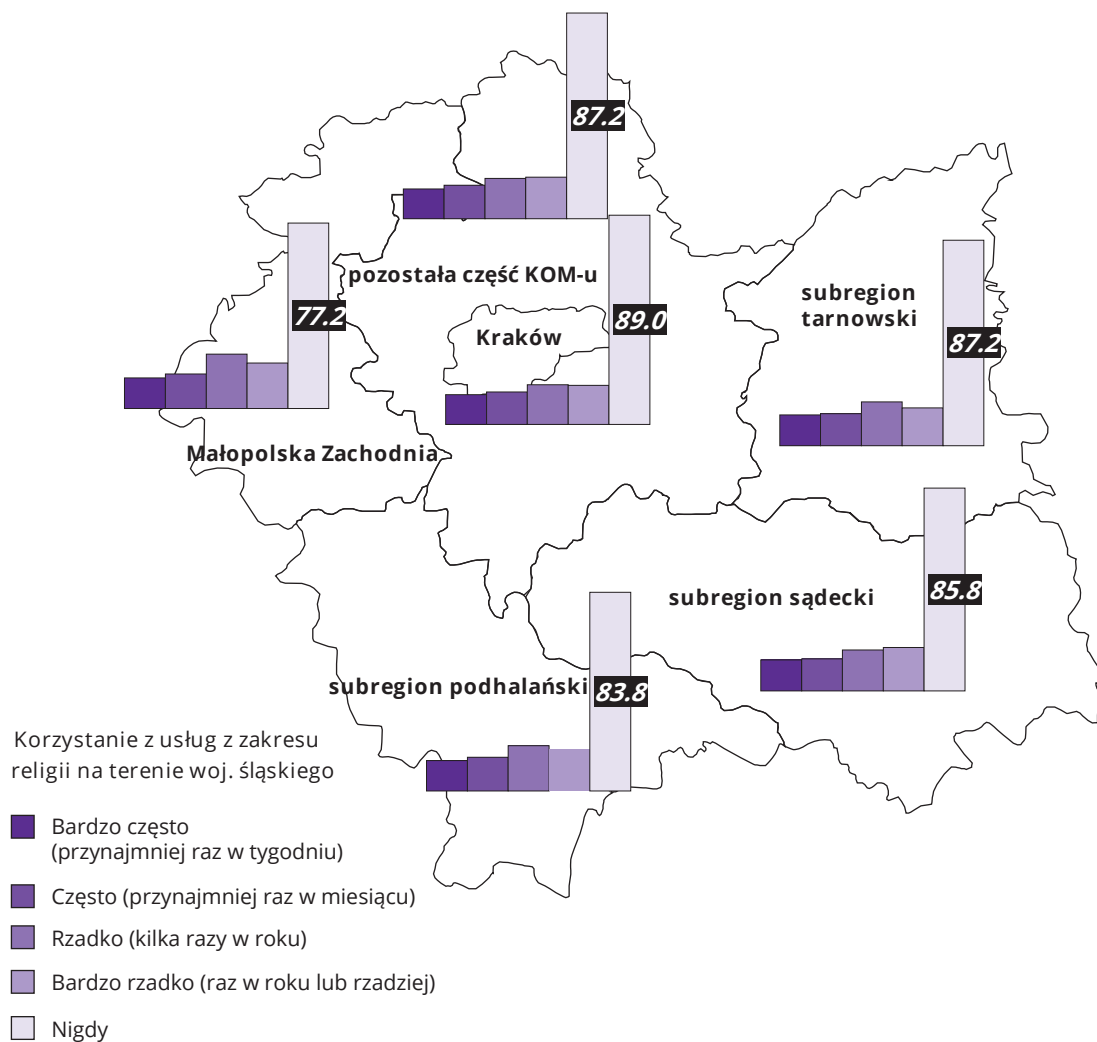 87.2
pozostała część KOM-u
77.2
Kraków
89.0
subregion
tarnowski
87.2
Małopolska Zachodnia
subregion sądecki
85.8
subregion podhalański
83.8
Korzystanie z usług z zakresu
religii na terenie woj. śląskiego
Bardzo często
(przynajmniej raz w tygodniu)
Często (przynajmniej raz w miesiącu)
Rzadko (kilka razy w roku)
Bardzo rzadko (raz w roku lub rzadziej)
Nigdy